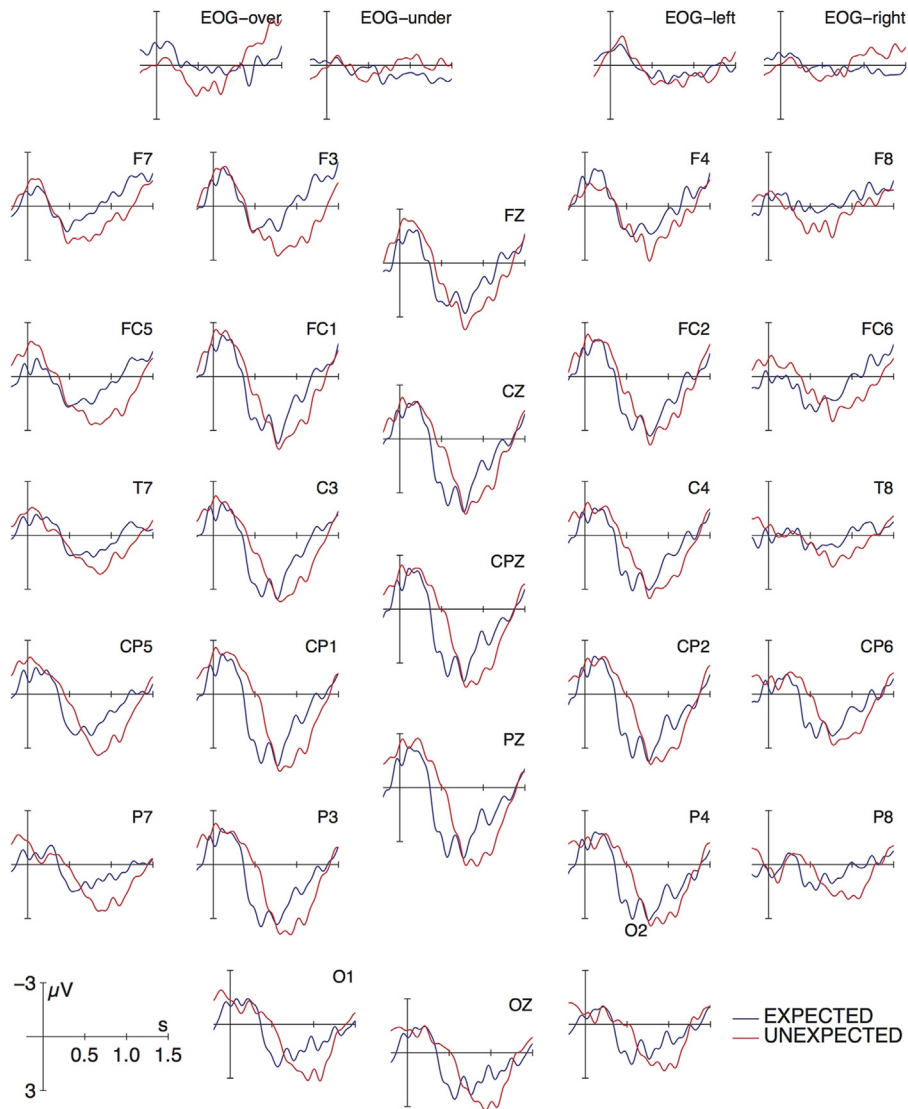 EOG–over EOG–under EOG–left EOG–right
F7 F3 F4 F8
FZ
FC5 FC1 FC2 FC6
CZ
T7 C3 C4 T8
CPZ
CP5 CP1 CP2 CP6
PZ
P7 P3 P4 P8
O2
O1
OZ
–3
µV
s
0.5 1.0 1.5
3
EXPECTED
UNEXPECTED